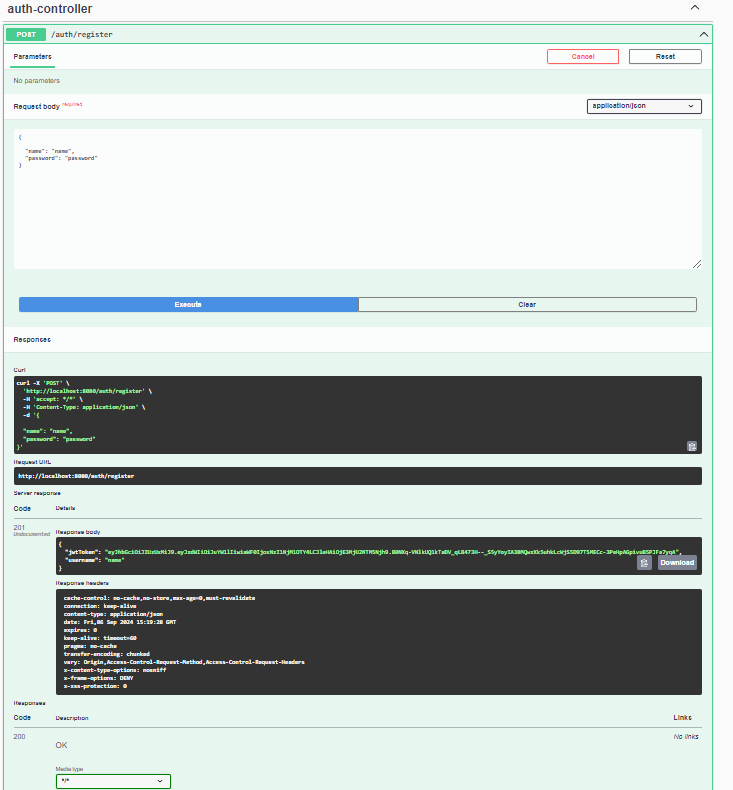 auth-controller
POST /auth/register
Parameters
Cancel
Reset
No parameters
Request body required
application/json
{
"name": "name",
"password": "password"
}
Execute
Clear
Responses
Curl
curl -X 'POST' \
'http://localhost:8080/auth/register' \
-H 'accept: */*' \
-H 'Content-Type: application/json' \
-d '{
"name": "name",
"password": "password"
}'
Request URL
http://localhost:8080/auth/register
Server response
Code Details
201
Undocumented
Response body
{
"jwtToken":
"username": "name"
}
Download
Response headers
cache-control: no-cache,no-store,max-age=0,must-revalidate
connection: keep-alive
content-type: application/json
date: Fri,06 Sep 2024 15:19:28 GMT
expires: 0
keep-alive: timeout=60
pragma: no-cache
transfer-encoding: chunked
vary: Origin,Access-Control-Request-Method,Access-Control-Request-Headers
x-content-type-options: nosniff
x-frame-options: DENY
x-xss-protection: 0
Responses
Code Description Links
200 OK No links
Media type
*/*